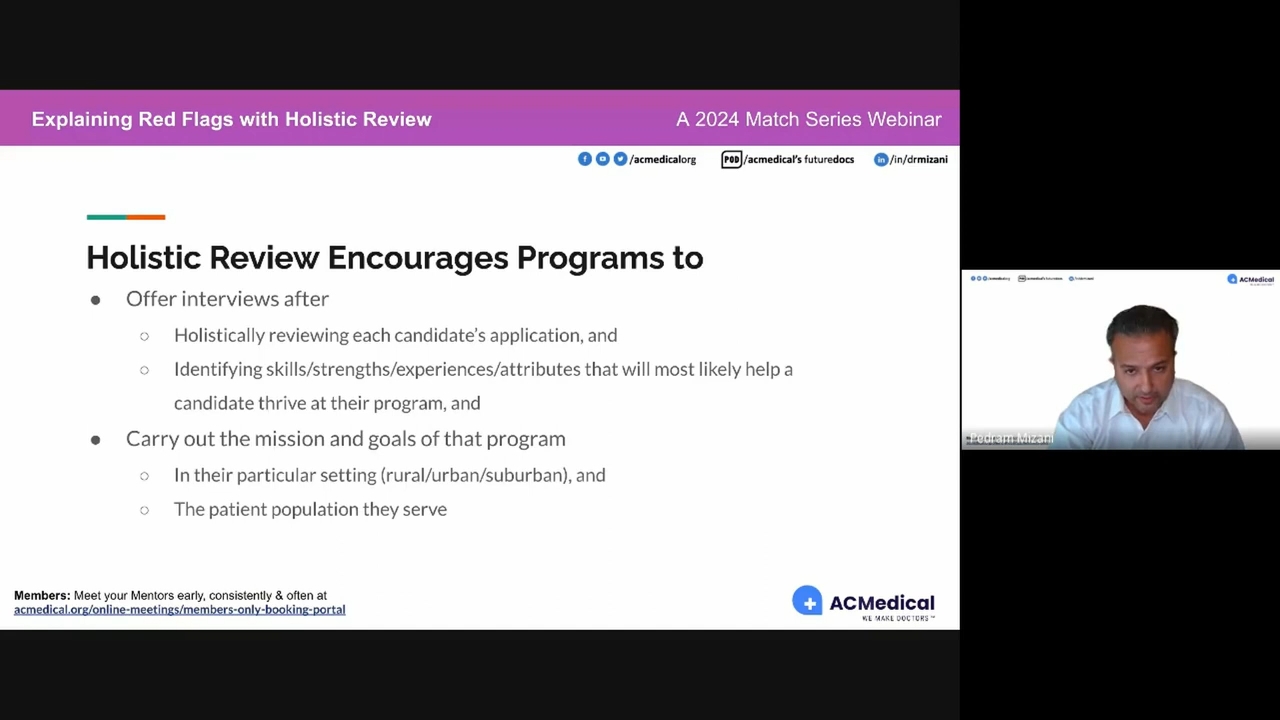 Explaining Red Flags with Holistic Review
A 2024 Match Series Webinar
/acmedicalorg
POD /acmedical's futuredocs
in /in/drmizani
Holistic Review Encourages Programs to
● Offer interviews after
○ Holistically reviewing each candidate's application, and
○ Identifying skills/strengths/experiences/attributes that will most likely help a
candidate thrive at their program, and
● Carry out the mission and goals of that program
○ In their particular setting (rural/urban/suburban), and
○ The patient population they serve
Members: Meet your Mentors early, consistently & often at
acmedical.org/online-meetings/members-only-booking-portal
ACMedical
WE MAKE DOCTORS™
ACMedical
Pedram Mizani